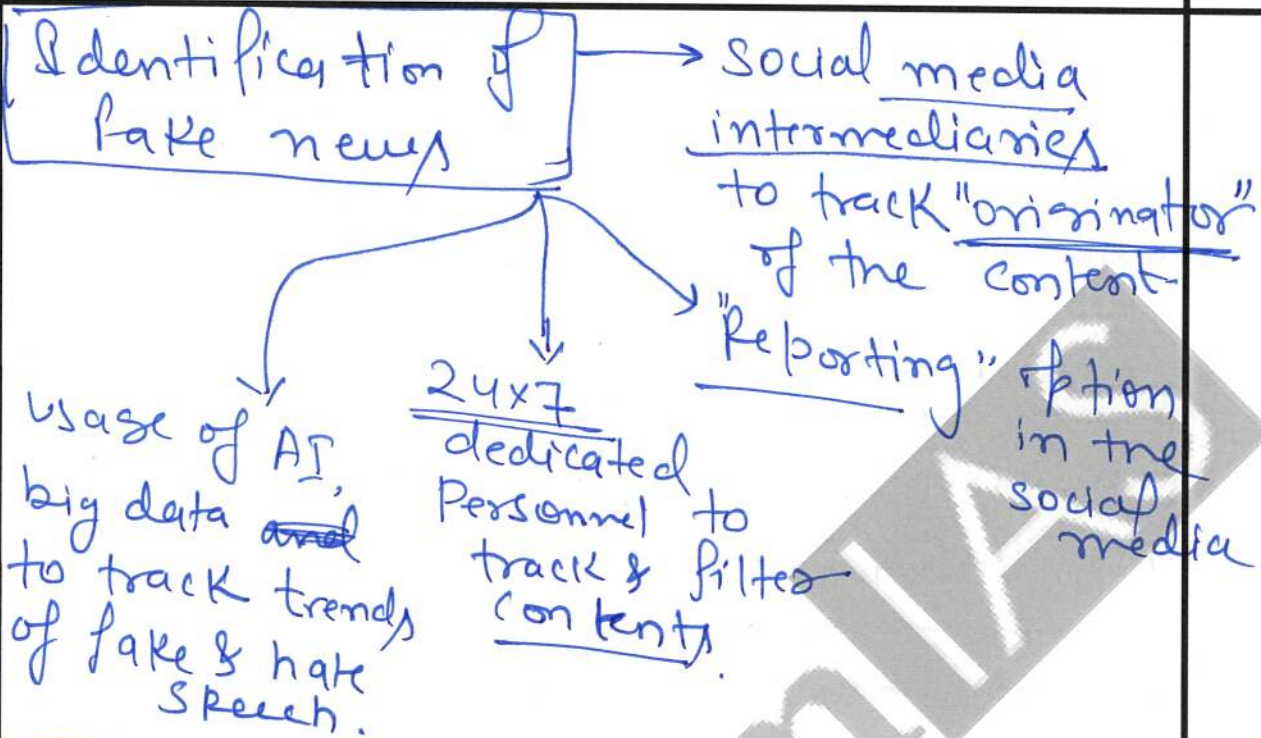 Identification of
fake news
Social media
intermediaries
to track "originator"
of the content
"Reporting" option
in the
social
media
24x7
dedicated
Personnel to
track & filter
contents.
usage of AI,
big data and
to track trends
of fake & hate
speech.
IAS